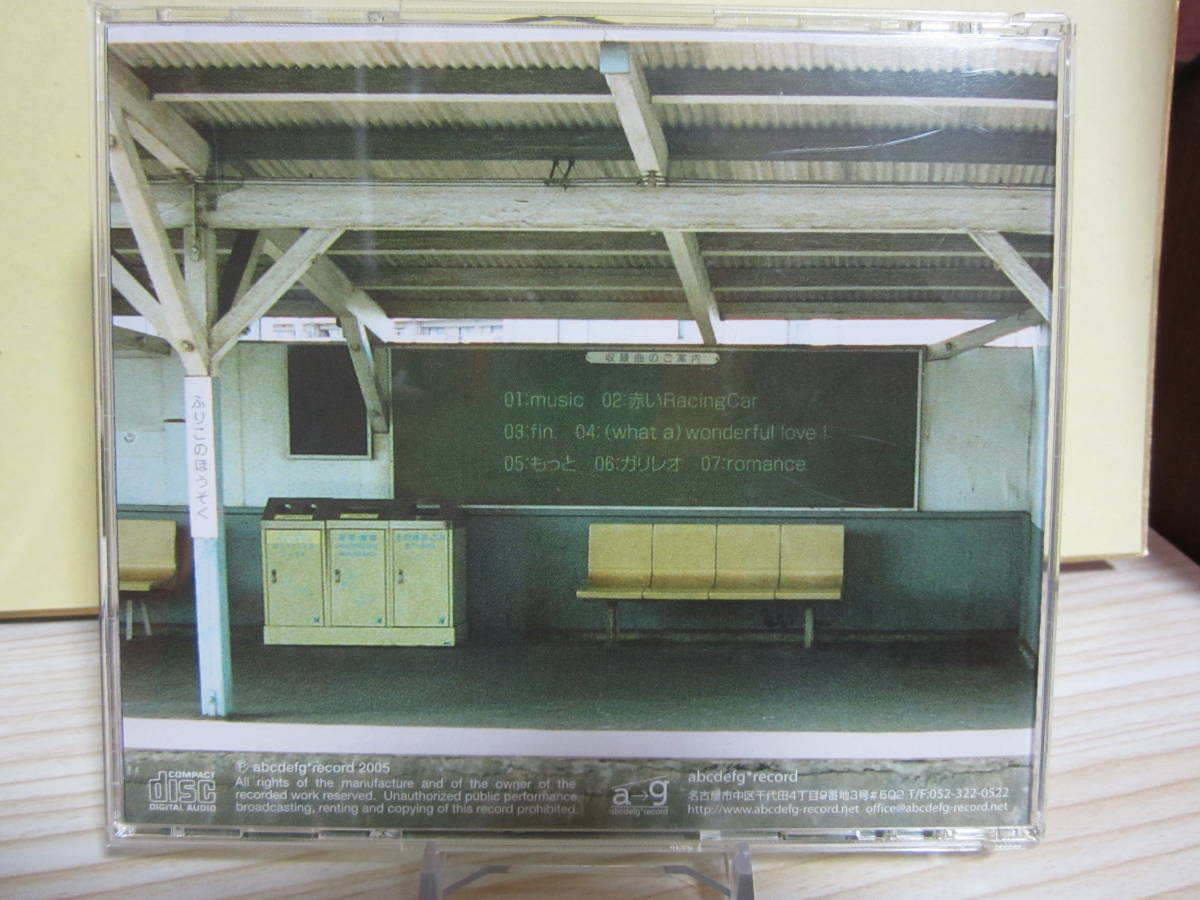 収録曲のご案内
01:music 02:赤いRacingCar
03:fin 04:(what a)wonderful love!
05:もっと 06:ガリレオ 07:romance
ふりこのほうそく
COMPACT
disc
DIGITAL AUDIO
Ⓟ abcdefg*record 2005
All rights of the manufacture and of the owner of the
recorded work reserved. Unauthorized public performance,
broadcasting, renting and copying of this record prohibited.
a→g
abcdefg*record
abcdefg*record
名古屋市中区千代田4丁目9番地3号#602 T/F:052-322-0522
http://www.abcdefg-record.net office@abcdefg-record.net